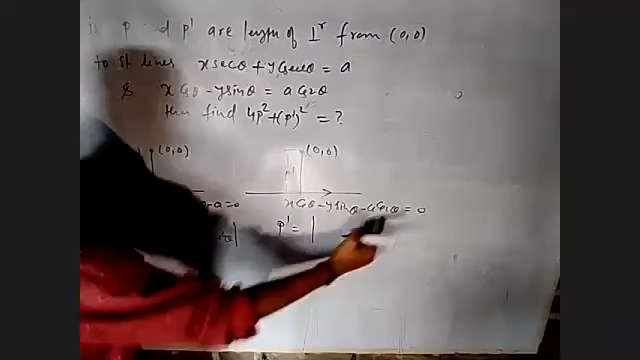 p and p' are length of ⊥r from (0,0)
to st lines x secθ + y cosecθ = a
& x cosθ - y sinθ = a cos2θ
then find 4p² + (p')² = ?
(0,0) (0,0)
p'
-a=0 x cosθ - y sinθ - a cos2θ = 0
p' = |